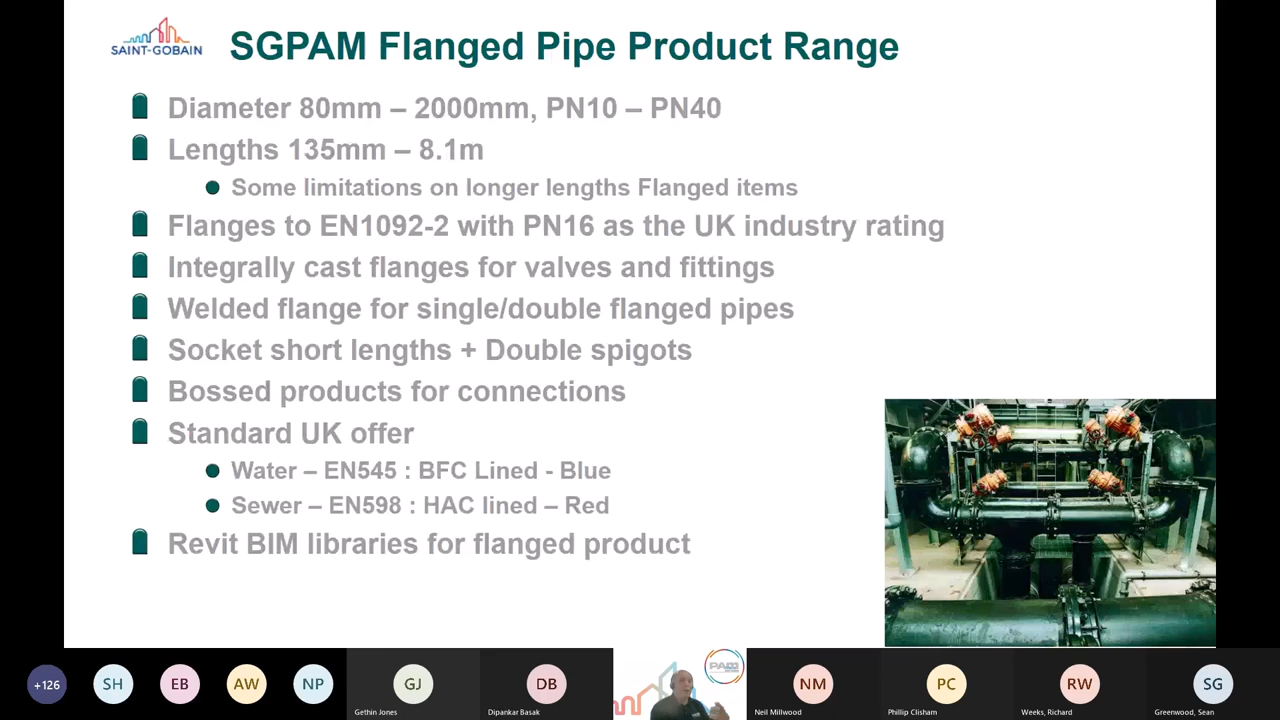 SAINT-GOBAIN
SGPAM Flanged Pipe Product Range
Diameter 80mm – 2000mm, PN10 – PN40
Lengths 135mm – 8.1m
Some limitations on longer lengths Flanged items
Flanges to EN1092-2 with PN16 as the UK industry rating
Integrally cast flanges for valves and fittings
Welded flange for single/double flanged pipes
Socket short lengths + Double spigots
Bossed products for connections
Standard UK offer
Water – EN545 : BFC Lined - Blue
Sewer – EN598 : HAC lined – Red
Revit BIM libraries for flanged product
+126
SH
EB
AW
NP
GJ
Gethin Jones
DB
Dipankar Basak
PAM
NM
Neil Millwood
PC
Phillip Clisham
RW
Weeks, Richard
SG
Greenwood, Sean